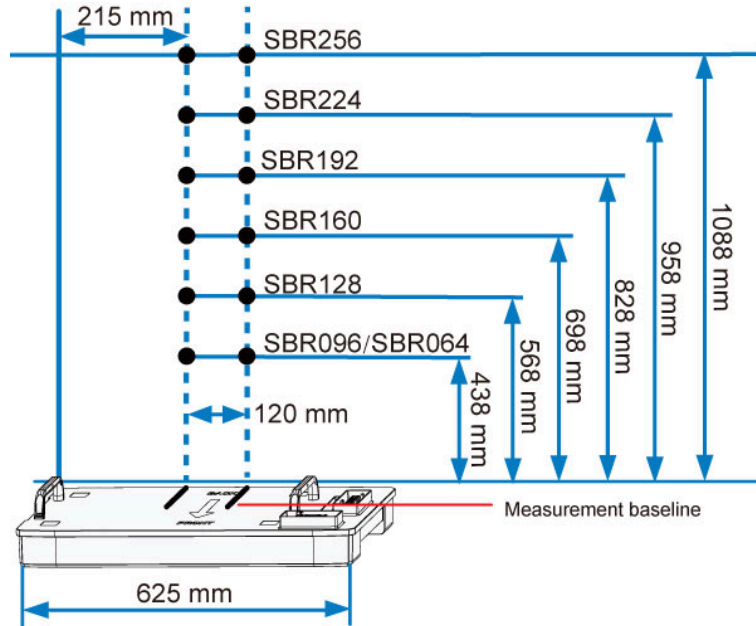 215 mm
SBR256
SBR224
SBR192
SBR160
SBR128
SBR096/SBR064
1088 mm
958 mm
828 mm
698 mm
568 mm
438 mm
120 mm
FRONT
Measurement baseline
625 mm